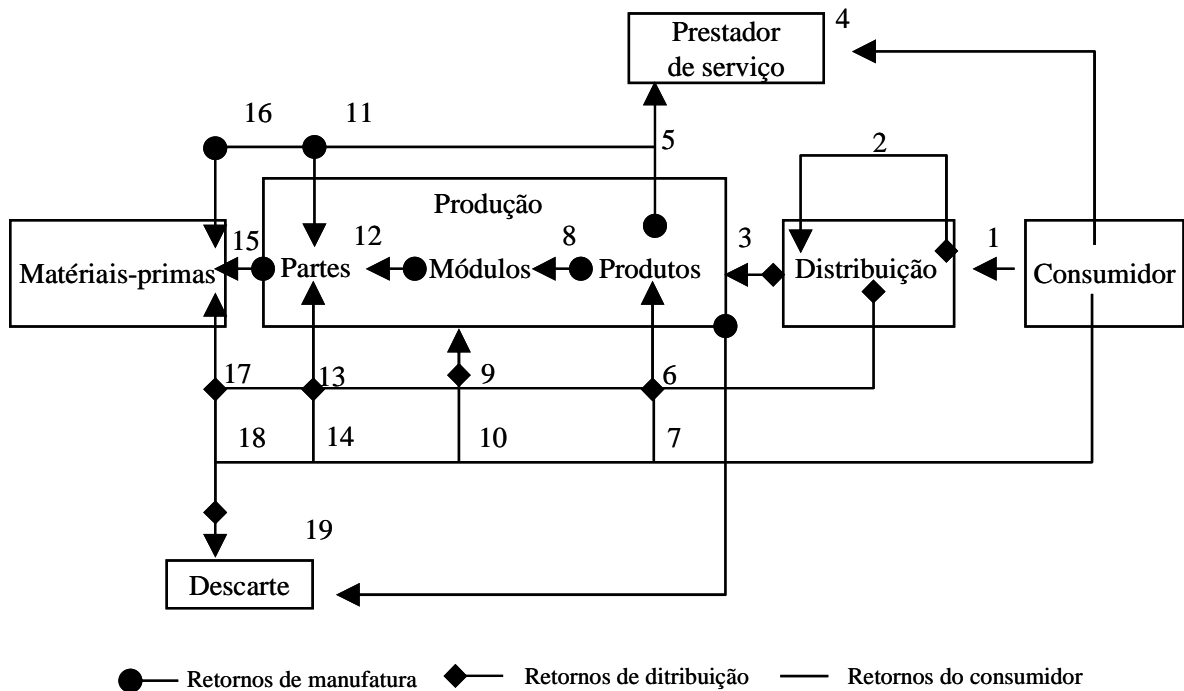 Prestador
de serviço
4
16
11
5
2
Produção
15
12
8
3
1
Matériais-primas
Partes
Módulos
Produtos
Distribuição
Consumidor
17
13
9
6
18
14
10
7
19
Descarte
Retornos de manufatura
Retornos de ditribuição
Retornos do consumidor